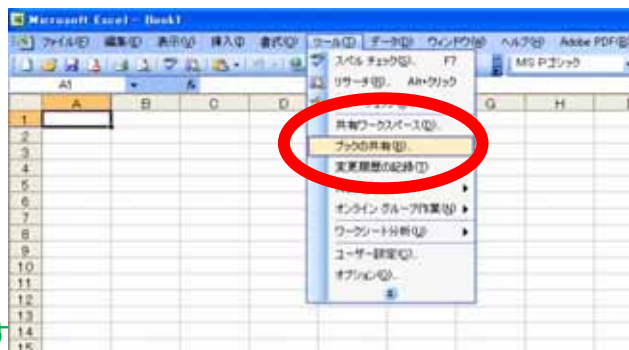 Microsoft Excel - Book1
ファイル(F) 編集(E) 表示(V) 挿入(I) 書式(O) ツール(T) データ(D) ウィンドウ(W) ヘルプ(H) Adobe PDF(B)
MS Pゴシック
A1 fx
A B C D G H
スペル チェック(S)... F7
リサーチ(R)... Alt+クリック
共有ワークスペース(D)...
ブックの共有(B)...
変更履歴の記録(T)
オンライン グループ作業(N)
ワークシート分析(U)
ユーザー設定(C)...
オプション(O)...
1
2
3
4
5
6
7
8
9
10
11
12
13
14
15
す